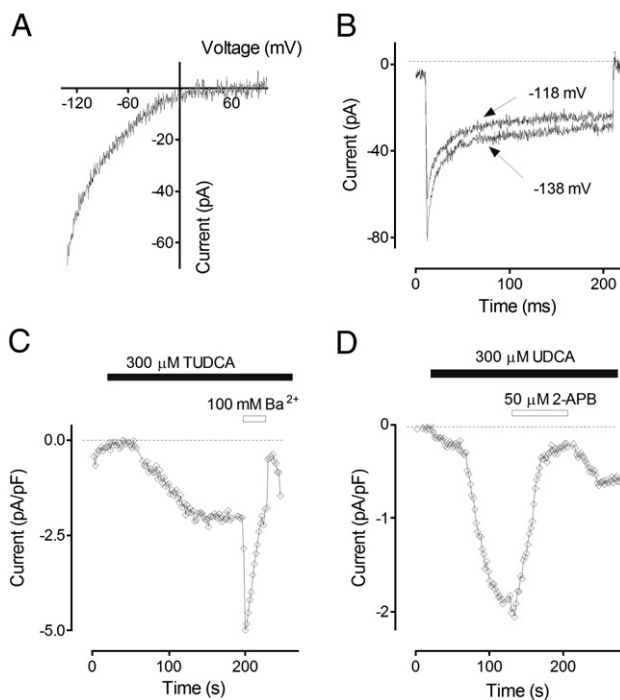 A
Voltage (mV)
-120
-60
60
-20
-40
-60
Current (pA)
B
0
-40
-80
Current (pA)
-118 mV
-138 mV
0
100
200
Time (ms)
C
300 μM TUDCA
100 mM Ba2+
0.0
-2.5
-5.0
Current (pA/pF)
0
100
200
Time (s)
D
300 μM UDCA
50 μM 2-APB
0
-1
-2
Current (pA/pF)
0
100
200
Time (s)